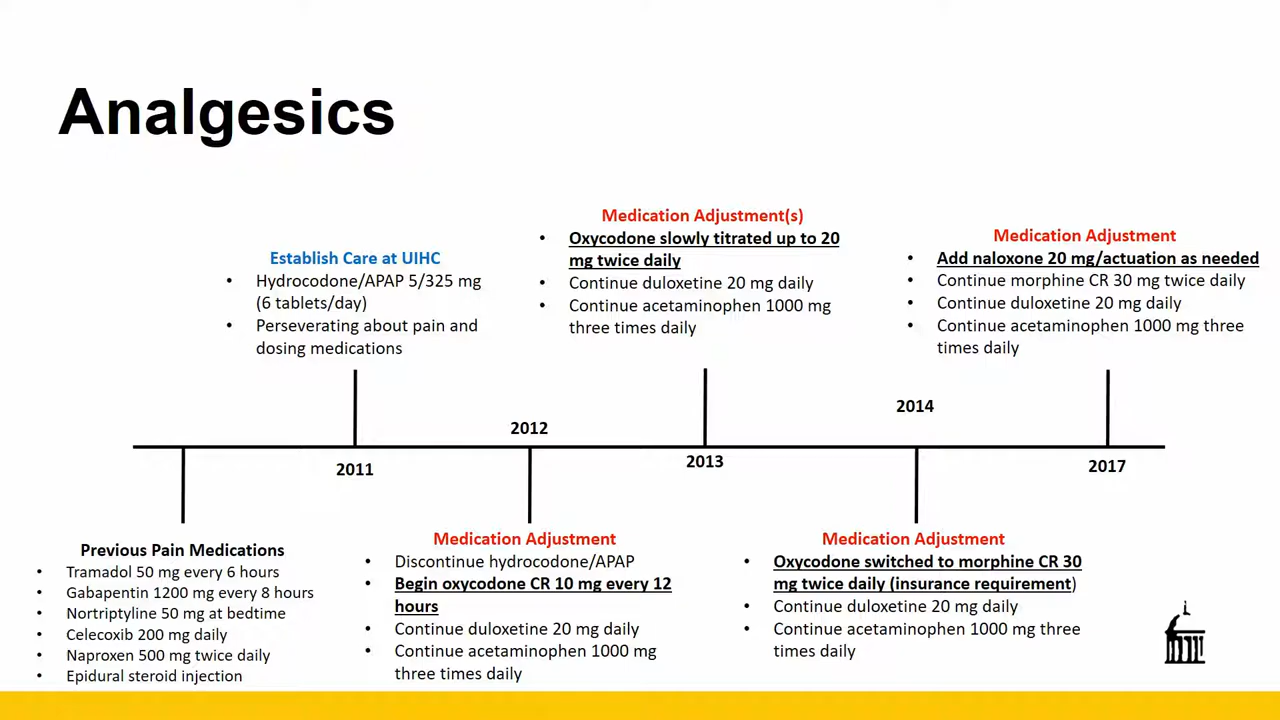 Analgesics
Previous Pain Medications
• Tramadol 50 mg every 6 hours
• Gabapentin 1200 mg every 8 hours
• Nortriptyline 50 mg at bedtime
• Celecoxib 200 mg daily
• Naproxen 500 mg twice daily
• Epidural steroid injection
Establish Care at UIHC
• Hydrocodone/APAP 5/325 mg
(6 tablets/day)
• Perseverating about pain and
dosing medications
2011
2012
Medication Adjustment
• Discontinue hydrocodone/APAP
• Begin oxycodone CR 10 mg every 12
hours
• Continue duloxetine 20 mg daily
• Continue acetaminophen 1000 mg
three times daily
Medication Adjustment(s)
• Oxycodone slowly titrated up to 20
mg twice daily
• Continue duloxetine 20 mg daily
• Continue acetaminophen 1000 mg
three times daily
2013
2014
Medication Adjustment
• Oxycodone switched to morphine CR 30
mg twice daily (insurance requirement)
• Continue duloxetine 20 mg daily
• Continue acetaminophen 1000 mg three
times daily
Medication Adjustment
• Add naloxone 20 mg/actuation as needed
• Continue morphine CR 30 mg twice daily
• Continue duloxetine 20 mg daily
• Continue acetaminophen 1000 mg three
times daily
2017